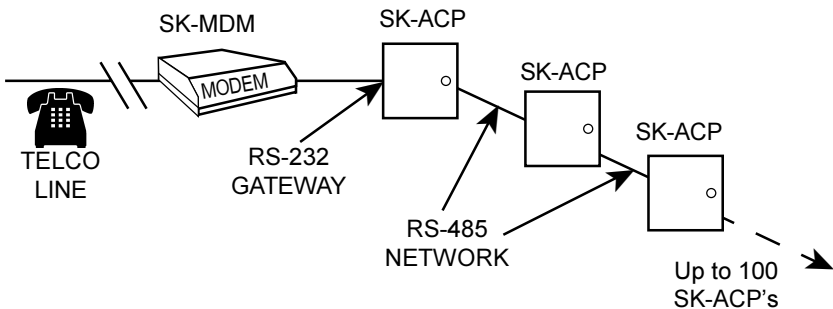 SK-MDM
SK-ACP
MODEM
SK-ACP
SK-ACP
TELCO
LINE
RS-232
GATEWAY
RS-485
NETWORK
Up to 100
SK-ACP's